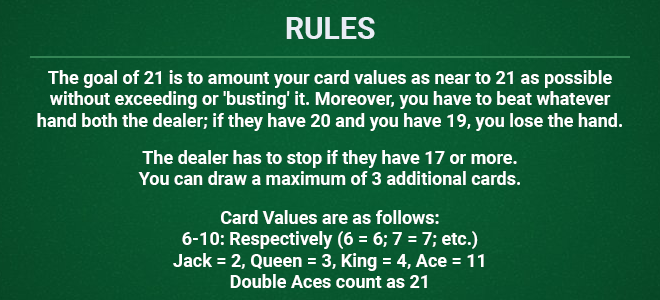 RULES
The goal of 21 is to amount your card values as near to 21 as possible
without exceeding or 'busting' it. Moreover, you have to beat whatever
hand both the dealer; if they have 20 and you have 19, you lose the hand.
The dealer has to stop if they have 17 or more.
You can draw a maximum of 3 additional cards.
Card Values are as follows:
6-10: Respectively (6 = 6; 7 = 7; etc.)
Jack = 2, Queen = 3, King = 4, Ace = 11
Double Aces count as 21